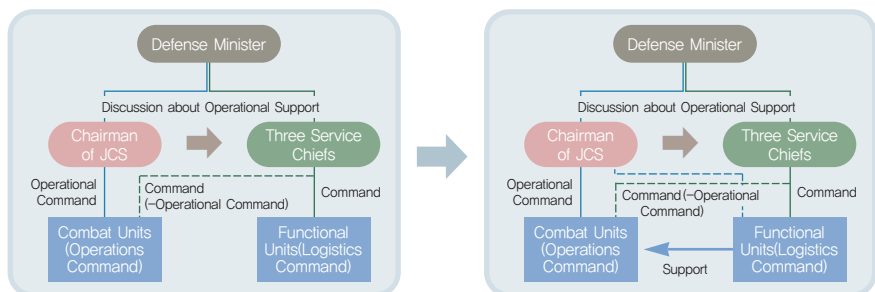 Defense Minister
Discussion about Operational Support
Chairman
of JCS
Three Service
Chiefs
Operational
Command
Command
(-Operational Command)
Command
Combat Units
(Operations
Command)
Functional
Units(Logistics
Command)
Defense Minister
Discussion about Operational Support
Chairman
of JCS
Three Service
Chiefs
Operational
Command
Command(-Operational
Command)
Command
Combat Units
(Operations
Command)
Support
Functional
Units(Logistics
Command)